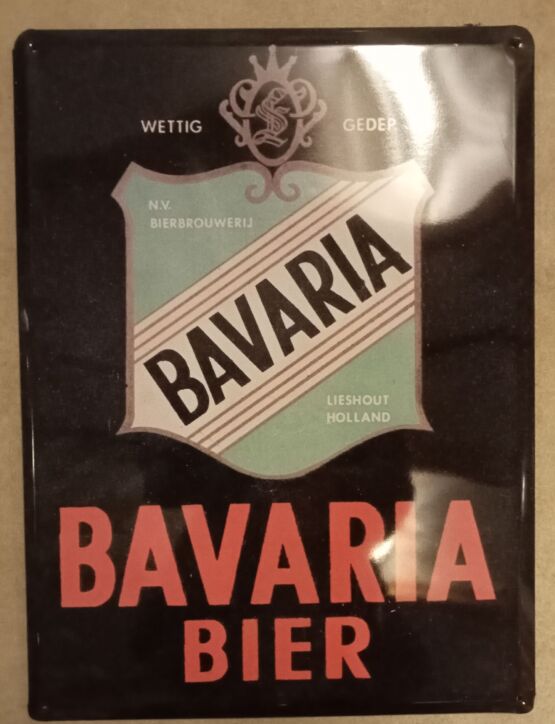 WETTIG GEDEP
N.V.
BIERBROUWERIJ
BAVARIA
LIESHOUT
HOLLAND
BAVARIA
BIER